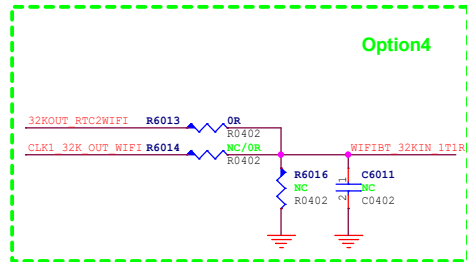 Option4
32KOUT_RTC2WIFI R6013 0R
R0402
CLK1_32K_OUT_WIFI R6014 NC/0R WIFIBT_32KIN_1T1R
R0402
R6016 1 C6011
NC NC
R0402 2 C0402